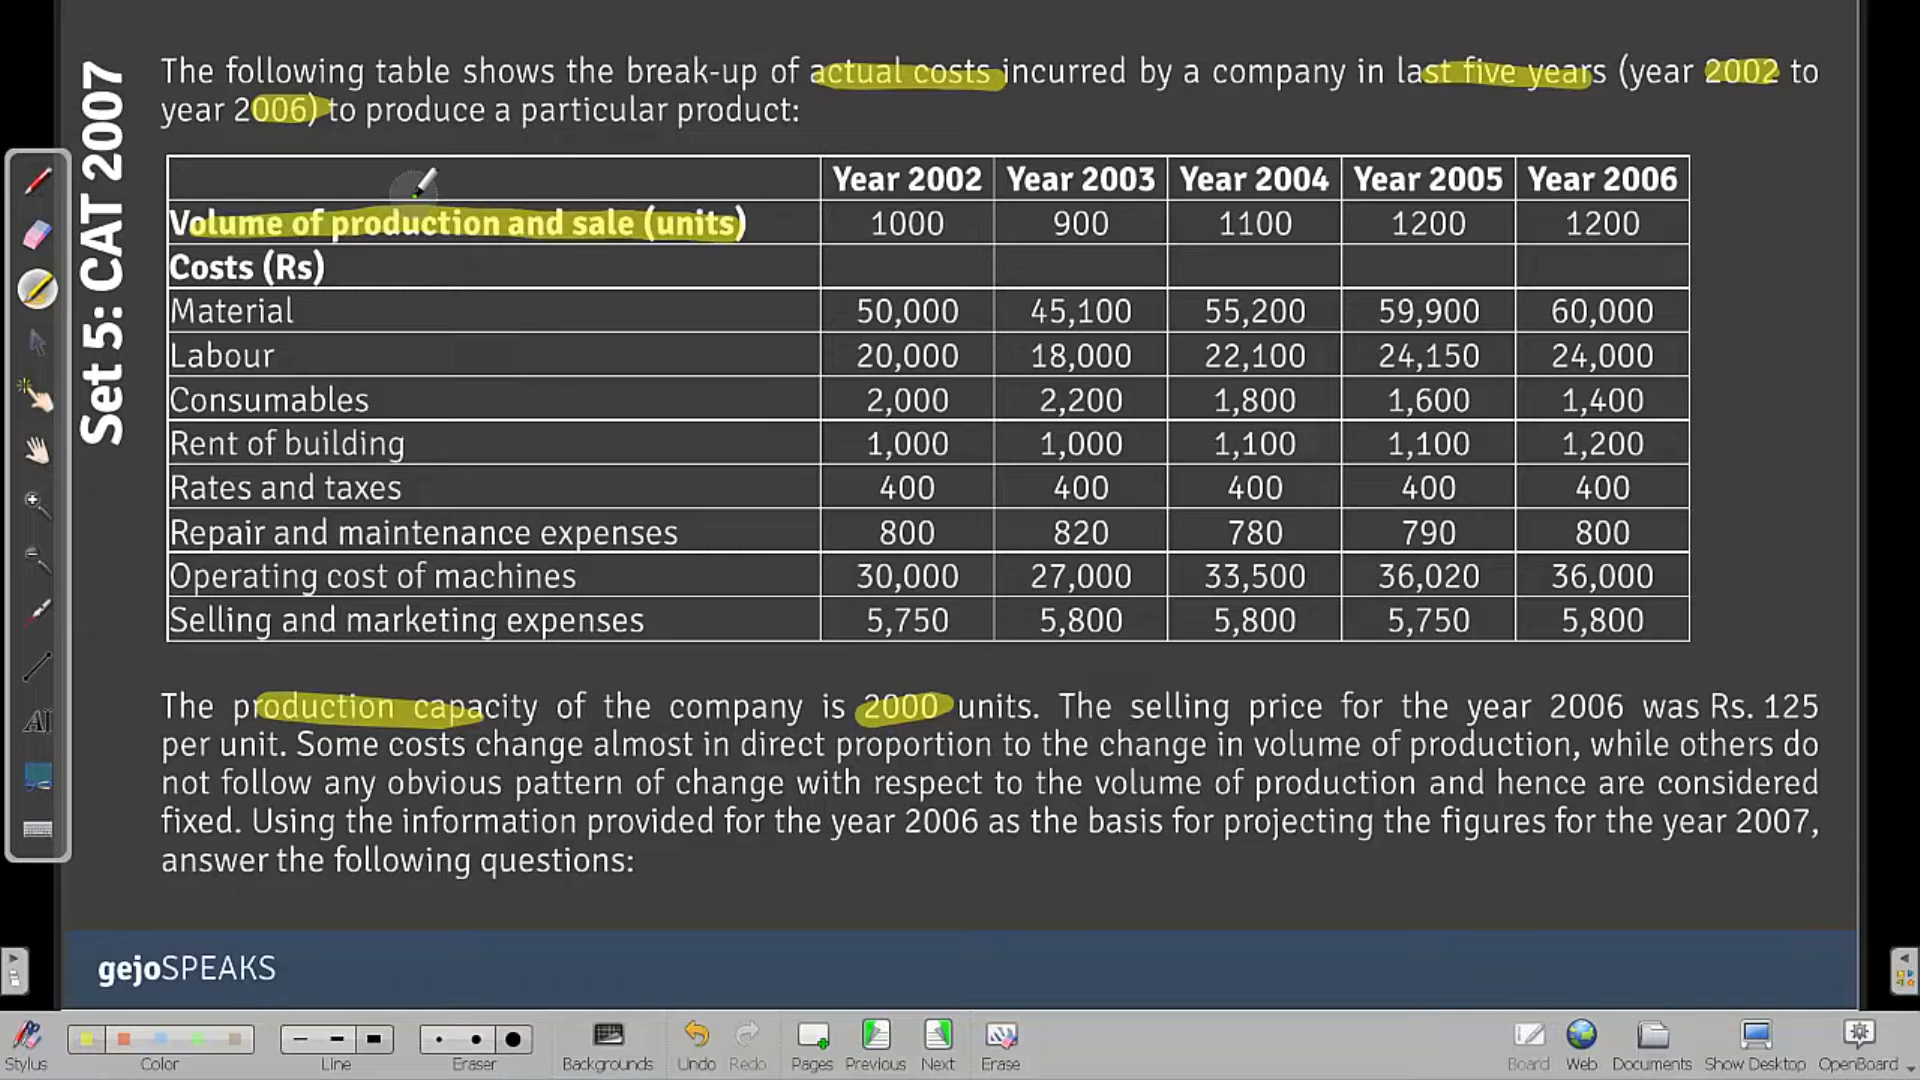 Set 5: CAT 2007
The following table shows the break-up of actual costs incurred by a company in last five years (year 2002 to
year 2006) to produce a particular product:
Year 2002 Year 2003 Year 2004 Year 2005 Year 2006
Volume of production and sale (units) 1000 900 1100 1200 1200
Costs (Rs)
Material 50,000 45,100 55,200 59,900 60,000
Labour 20,000 18,000 22,100 24,150 24,000
Consumables 2,000 2,200 1,800 1,600 1,400
Rent of building 1,000 1,000 1,100 1,100 1,200
Rates and taxes 400 400 400 400 400
Repair and maintenance expenses 800 820 780 790 800
Operating cost of machines 30,000 27,000 33,500 36,020 36,000
Selling and marketing expenses 5,750 5,800 5,800 5,750 5,800
The production capacity of the company is 2000 units. The selling price for the year 2006 was Rs. 125
per unit. Some costs change almost in direct proportion to the change in volume of production, while others do
not follow any obvious pattern of change with respect to the volume of production and hence are considered
fixed. Using the information provided for the year 2006 as the basis for projecting the figures for the year 2007,
answer the following questions:
gejoSPEAKS
Stylus Color Line Eraser Backgrounds Undo Redo Pages Previous Next Erase Board Web Documents Show Desktop OpenBoard